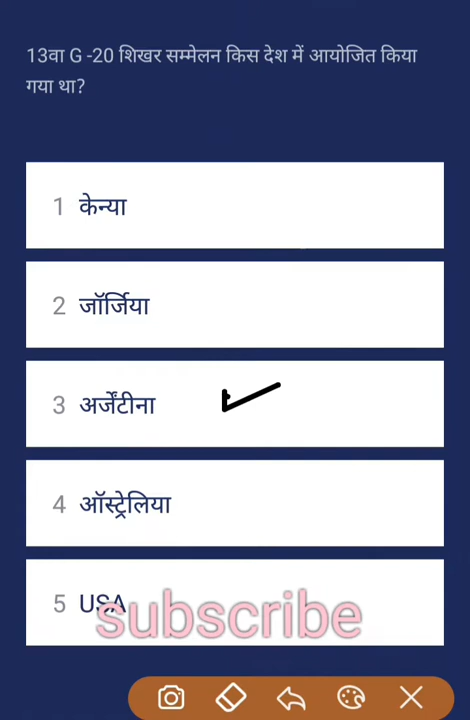 13वा G -20 शिखर सम्मेलन किस देश में आयोजित किया
गया था?
1 केन्या
2 जॉर्जिया
3 अर्जेंटीना
4 ऑस्ट्रेलिया
5 USA
subscribe